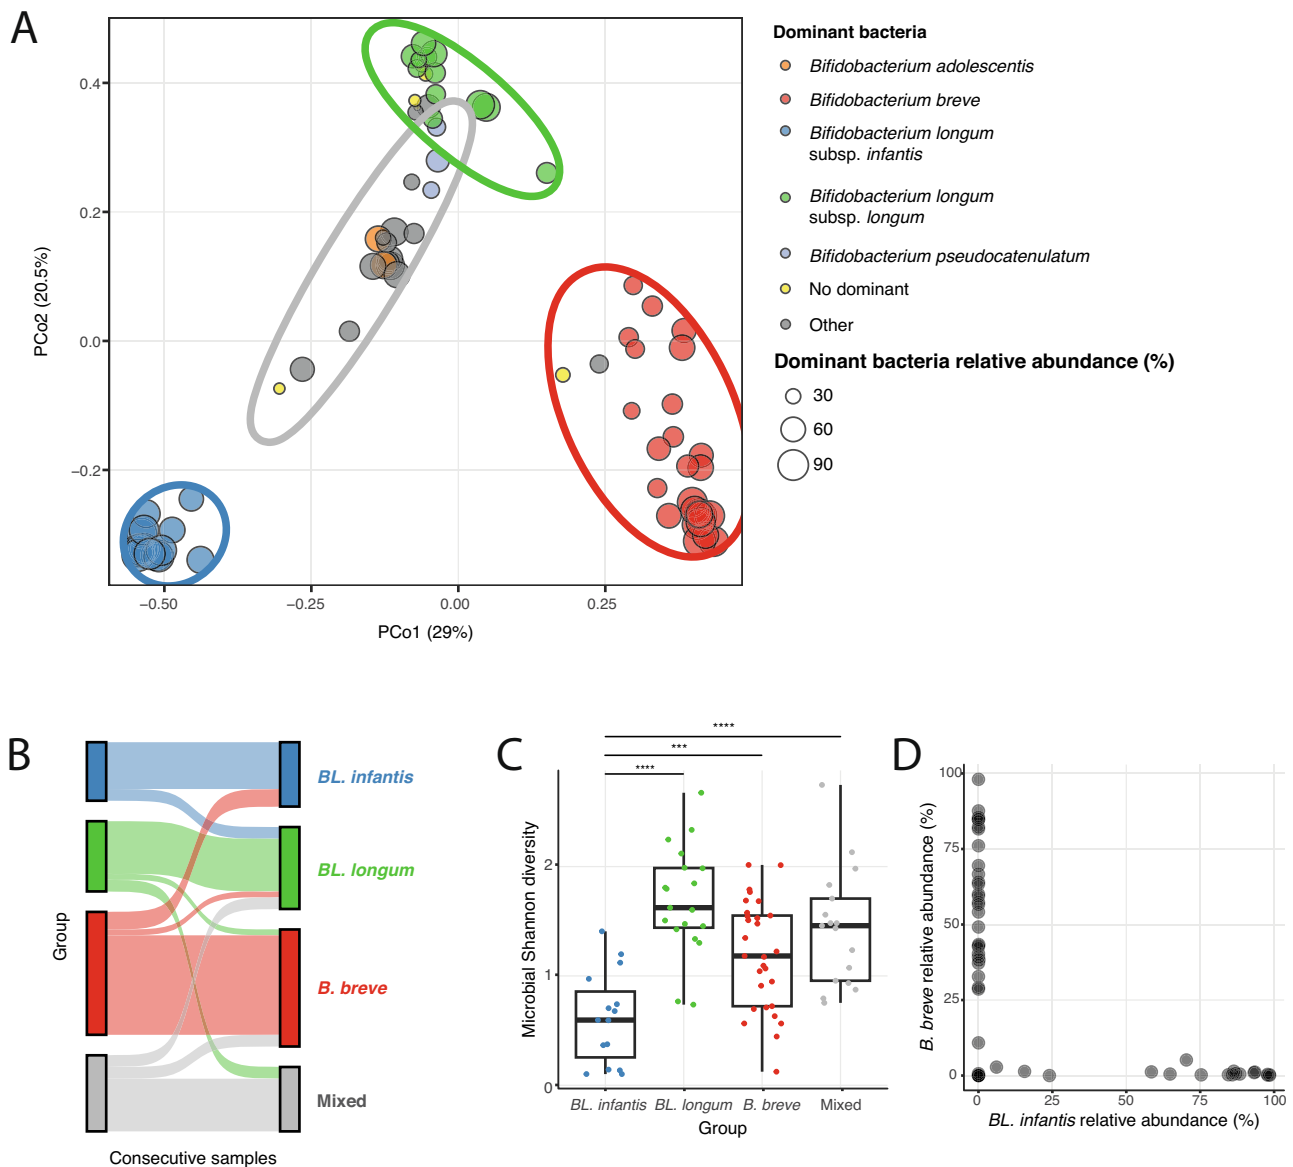 A
0.4
0.2
0.0
−0.2
PCo2 (20.5%)
−0.50
−0.25
0.00
0.25
PCo1 (29%)
Dominant bacteria
Bifidobacterium adolescentis
Bifidobacterium breve
Bifidobacterium longum
subsp. infantis
Bifidobacterium longum
subsp. longum
Bifidobacterium pseudocatenulatum
No dominant
Other
Dominant bacteria relative abundance (%)
30
60
90
B
Group
BL. infantis
BL. longum
B. breve
Mixed
Consecutive samples
C
****
***
****
Microbial Shannon diversity
2
1
0
BL. infantis
BL. longum
B. breve
Mixed
Group
D
B. breve relative abundance (%)
100
75
50
25
0
0
25
50
75
100
BL. infantis relative abundance (%)